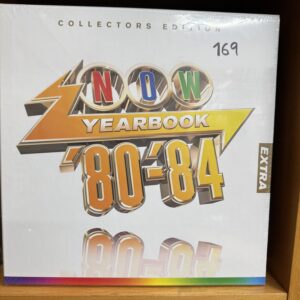 COLLECTORS EDITION
169
NOW
YEARBOOK
'80-'84
EXTRA